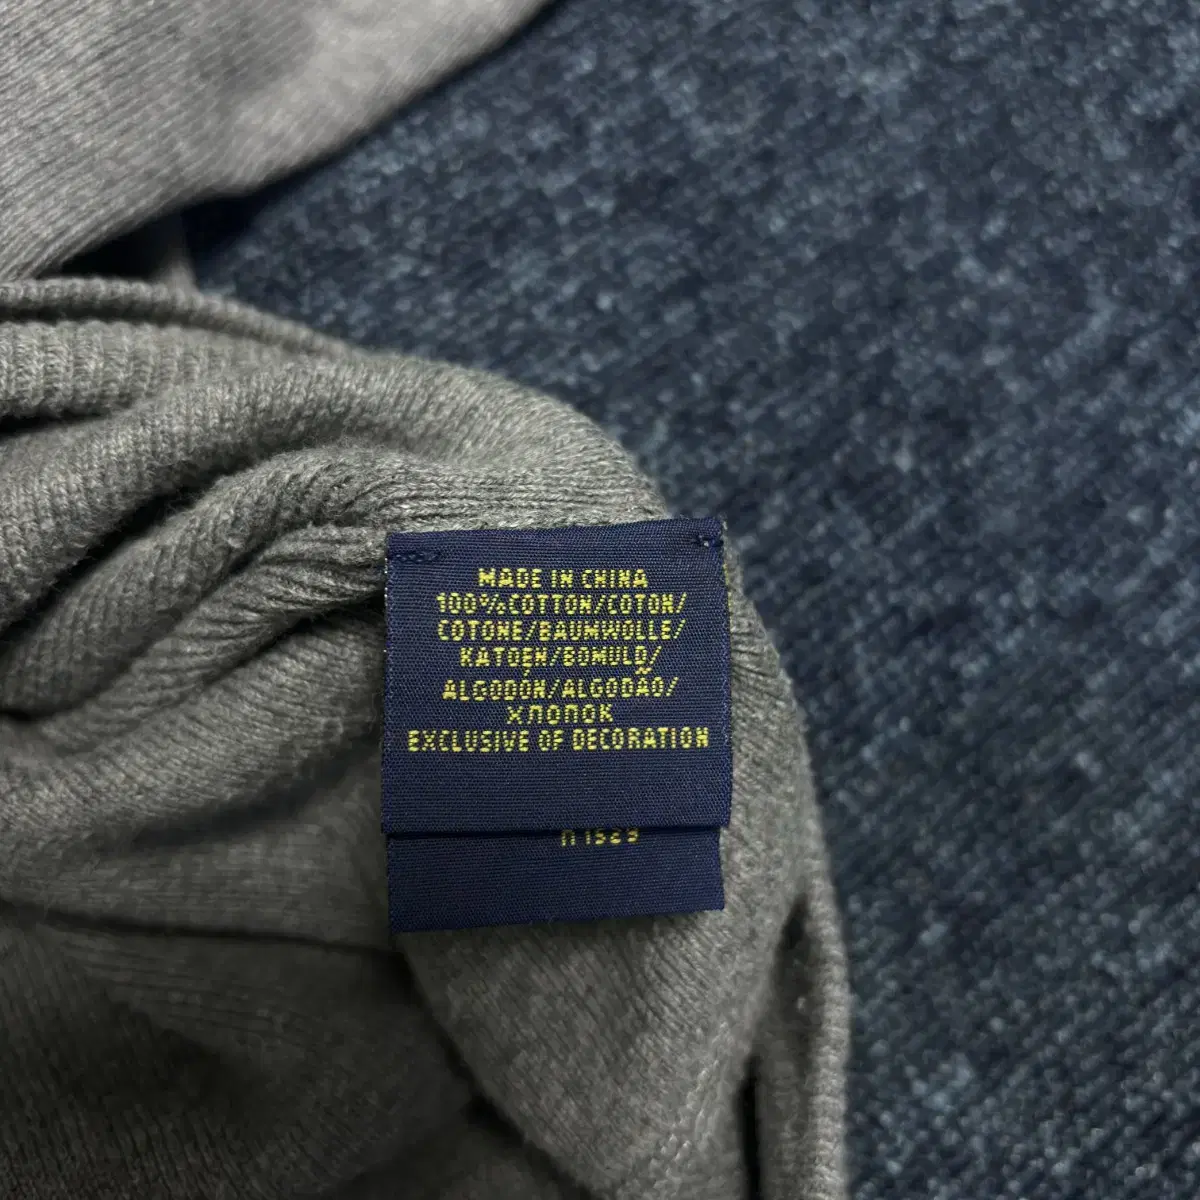 MADE IN CHINA
100%COTTON/COTON/
COTONE/BAUMWOLLE/
KATOEN/BOMULD/
ALGODÓN/ALGODÃO/
ХЛОПОК
EXCLUSIVE OF DECORATION